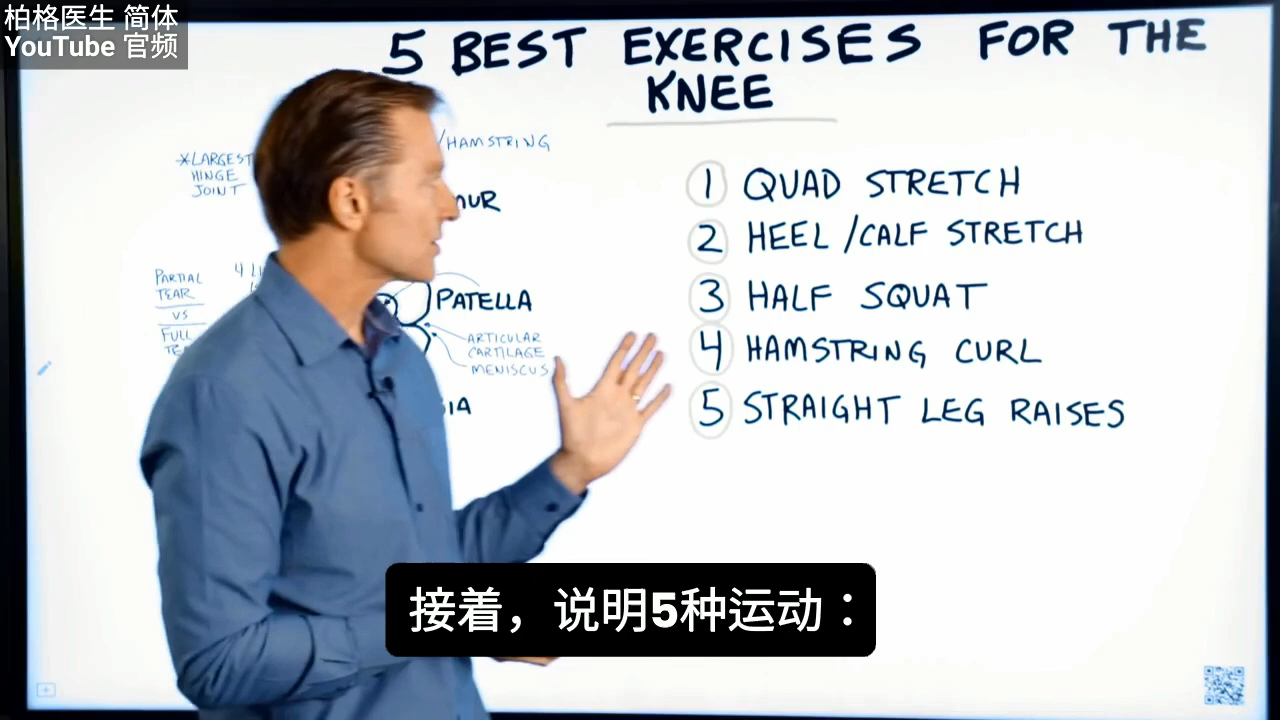 柏格医生 简体
YouTube 官频
5 BEST EXERCISES FOR THE
KNEE
/HAMSTRING
*LARGEST
HINGE
JOINT
PATELLA
PARTIAL
TEAR
VS
FULL
ARTICULAR
CARTILAGE
MENISCUS
1 QUAD STRETCH
2 HEEL/CALF STRETCH
3 HALF SQUAT
4 HAMSTRING CURL
5 STRAIGHT LEG RAISES
接着，说明5种运动：